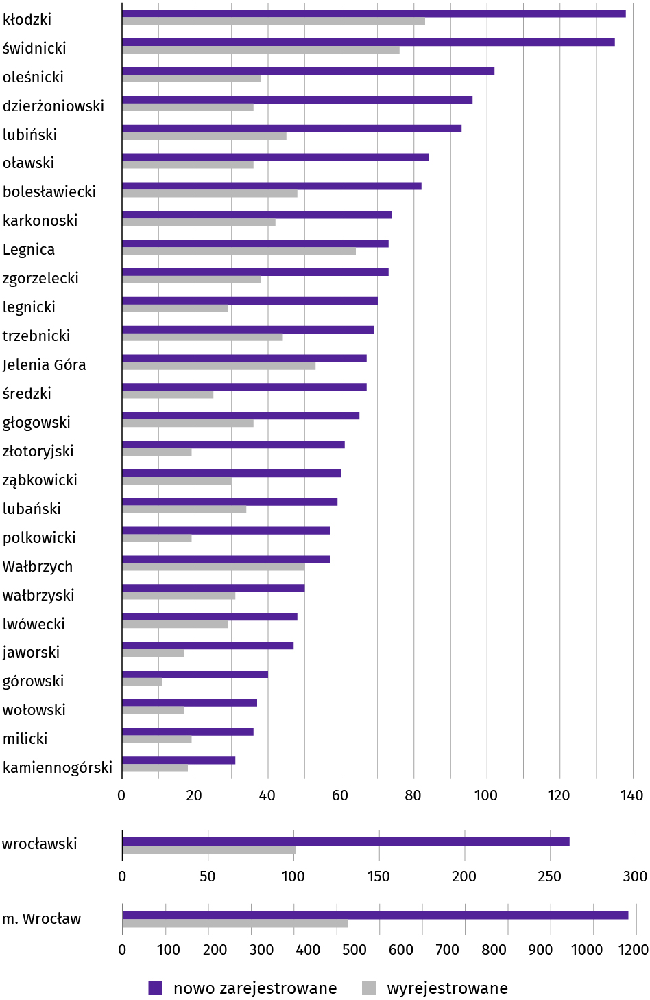 kłodzki
świdnicki
oleśnicki
dzierżoniowski
lubiński
oławski
bolesławiecki
karkonoski
Legnica
zgorzelecki
legnicki
trzebnicki
Jelenia Góra
średzki
głogowski
złotoryjski
ząbkowicki
lubański
polkowicki
Wałbrzych
wałbrzyski
lwówecki
jaworski
górowski
wołowski
milicki
kamiennogórski
0 20 40 60 80 100 120 140
wrocławski
0 50 100 150 200 250 300
m. Wrocław
0 100 200 300 400 500 600 700 800 900 1000 1200
nowo zarejestrowane wyrejestrowane